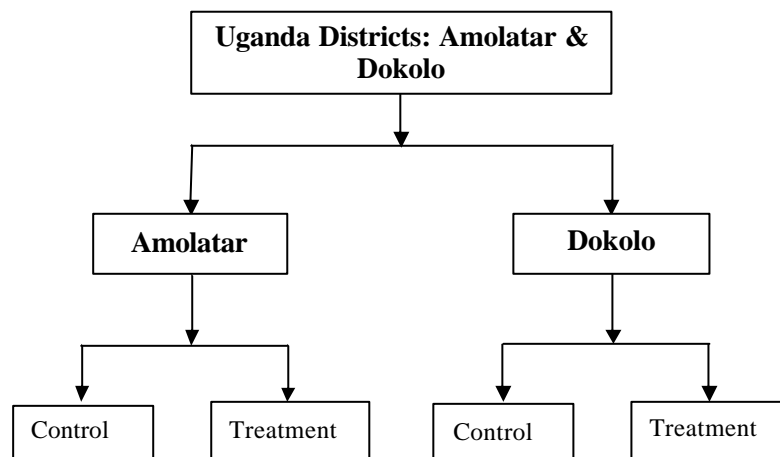 Uganda Districts: Amolatar &
Dokolo
Amolatar
Dokolo
Control
Treatment
Control
Treatment